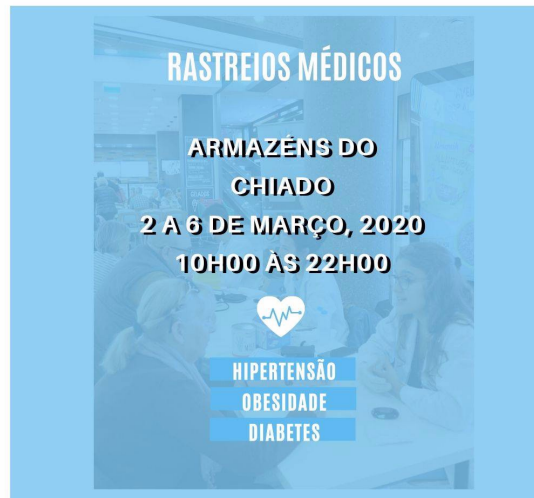 RASTREIOS MÉDICOS
ARMAZÉNS DO
CHIADO
2 A 6 DE MARÇO, 2020
10H00 ÀS 22H00
HIPERTENSÃO
OBESIDADE
DIABETES